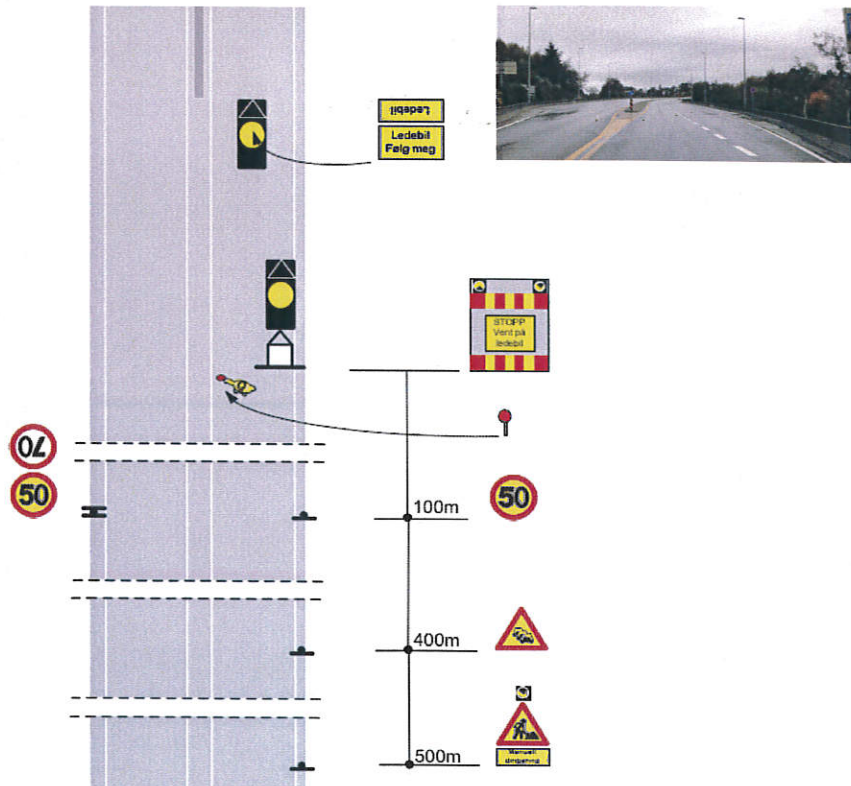 Ledebil
Ledebil
Følg meg
STOPP
Vent på
ledebil
70
50
100m
50
400m
500m
Manuell
dirigering